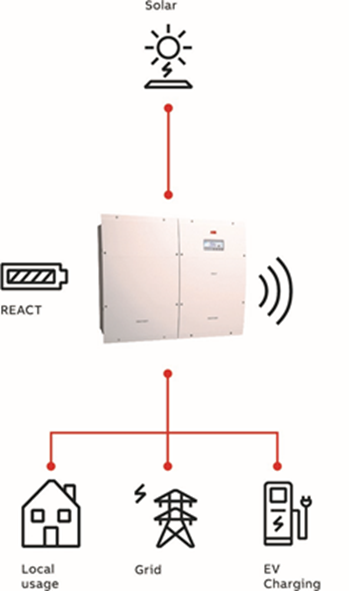 Solar
REACT
Local
usage
Grid
EV
Charging